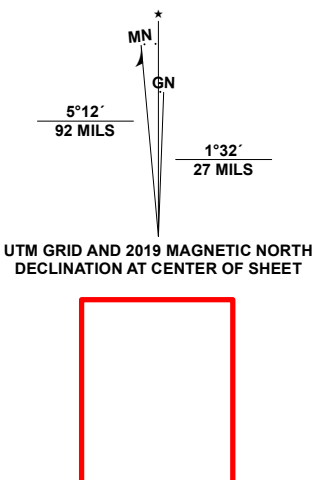 ★
MN
GN
5°12´
92 MILS
1°32´
27 MILS
UTM GRID AND 2019 MAGNETIC NORTH
DECLINATION AT CENTER OF SHEET